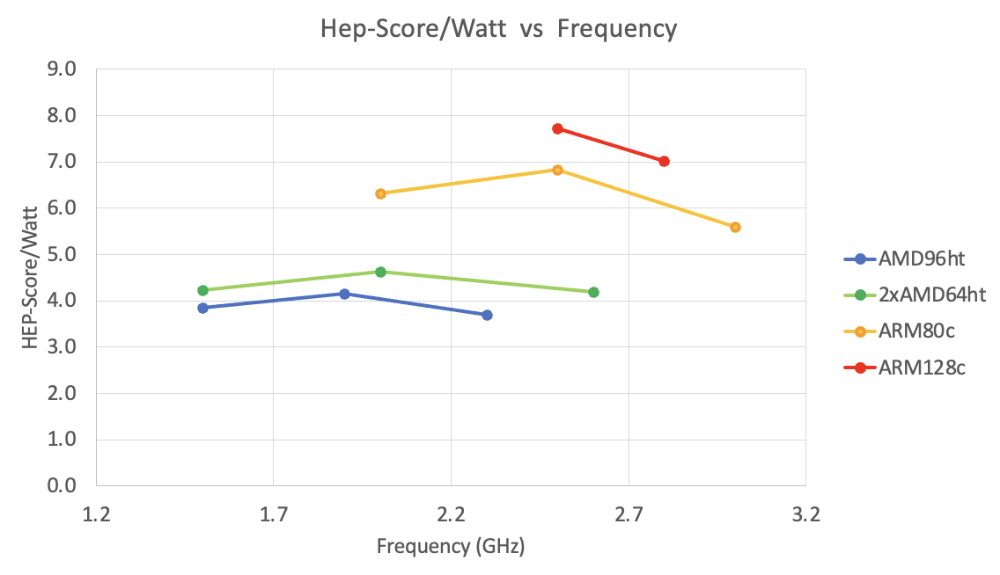 Hep-Score/Watt vs Frequency
9.0
8.0
7.0
6.0
5.0
4.0
3.0
2.0
1.0
0.0
HEP-Score/Watt
1.2 1.7 2.2 2.7 3.2
Frequency (GHz)
AMD96ht
2xAMD64ht
ARM80c
ARM128c